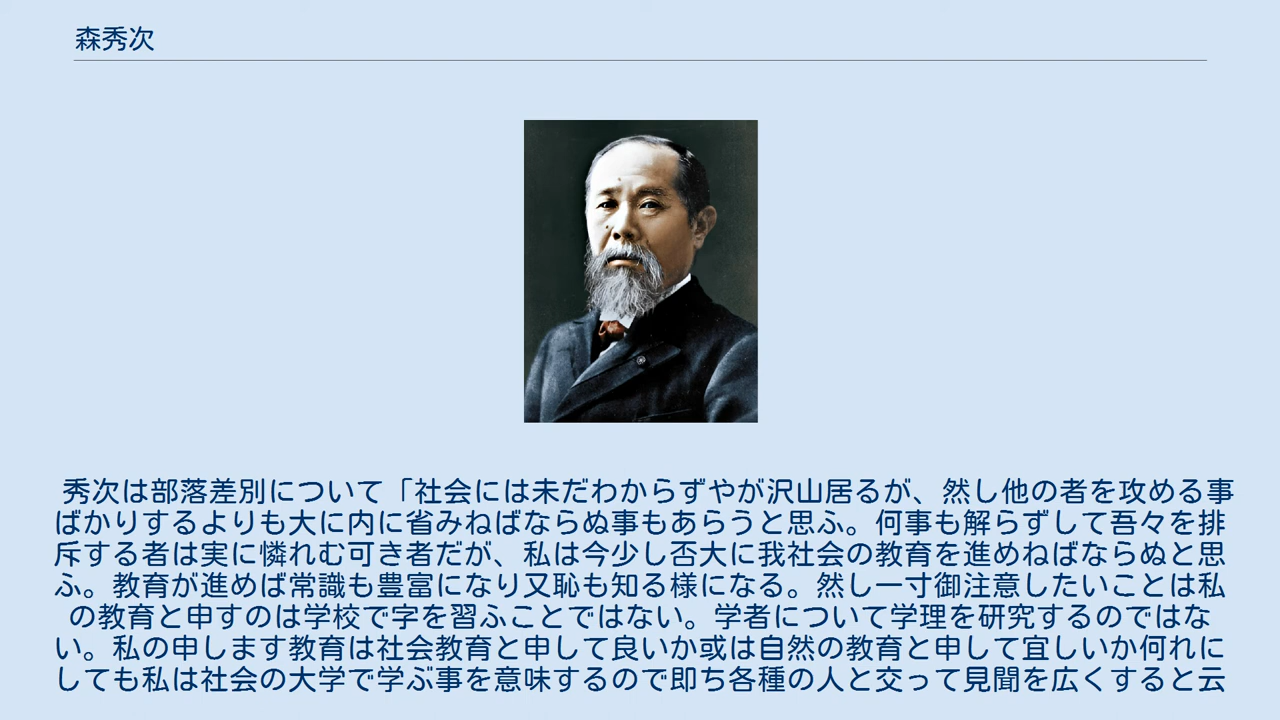 森秀次
秀次は部落差別について「社会には未だわからずやが沢山居るが、然し他の者を攻める事
ばかりするよりも大に内に省みねばならぬ事もあらうと思ふ。何事も解らずして吾々を排
斥する者は実に憐れむ可き者だが、私は今少し否大に我社会の教育を進めねばならぬと思
ふ。教育が進めば常識も豊富になり又恥も知る様になる。然し一寸御注意したいことは私
の教育と申すのは学校で字を習ふことではない。学者について学理を研究するのではな
い。私の申します教育は社会教育と申して良いか或は自然の教育と申して宜しいか何れに
しても私は社会の大学で学ぶ事を意味するので即ち各種の人と交って見聞を広くすると云